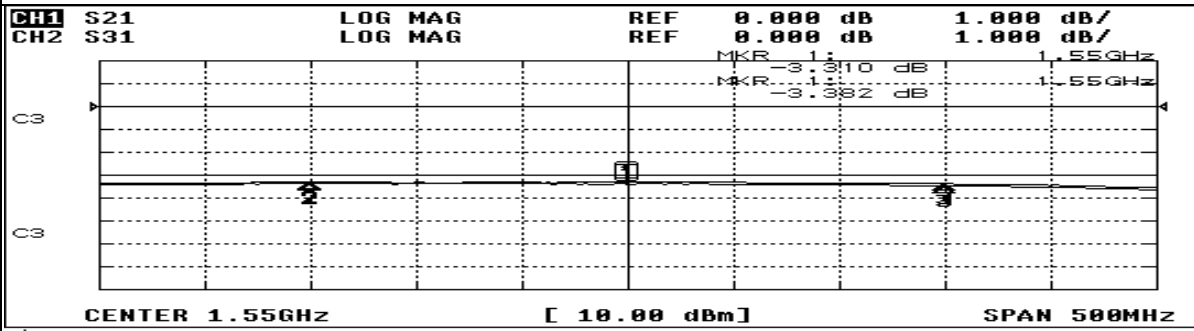 CH1 S21 LOG MAG REF 0.000 dB 1.000 dB/
CH2 S31 LOG MAG REF 0.000 dB 1.000 dB/
MKR 1: 1.55GHz
-3.310 dB
MKR 1: 1.55GHz
-3.382 dB
C3
1
2
3
C3
CENTER 1.55GHz [ 10.00 dBm] SPAN 500MHz